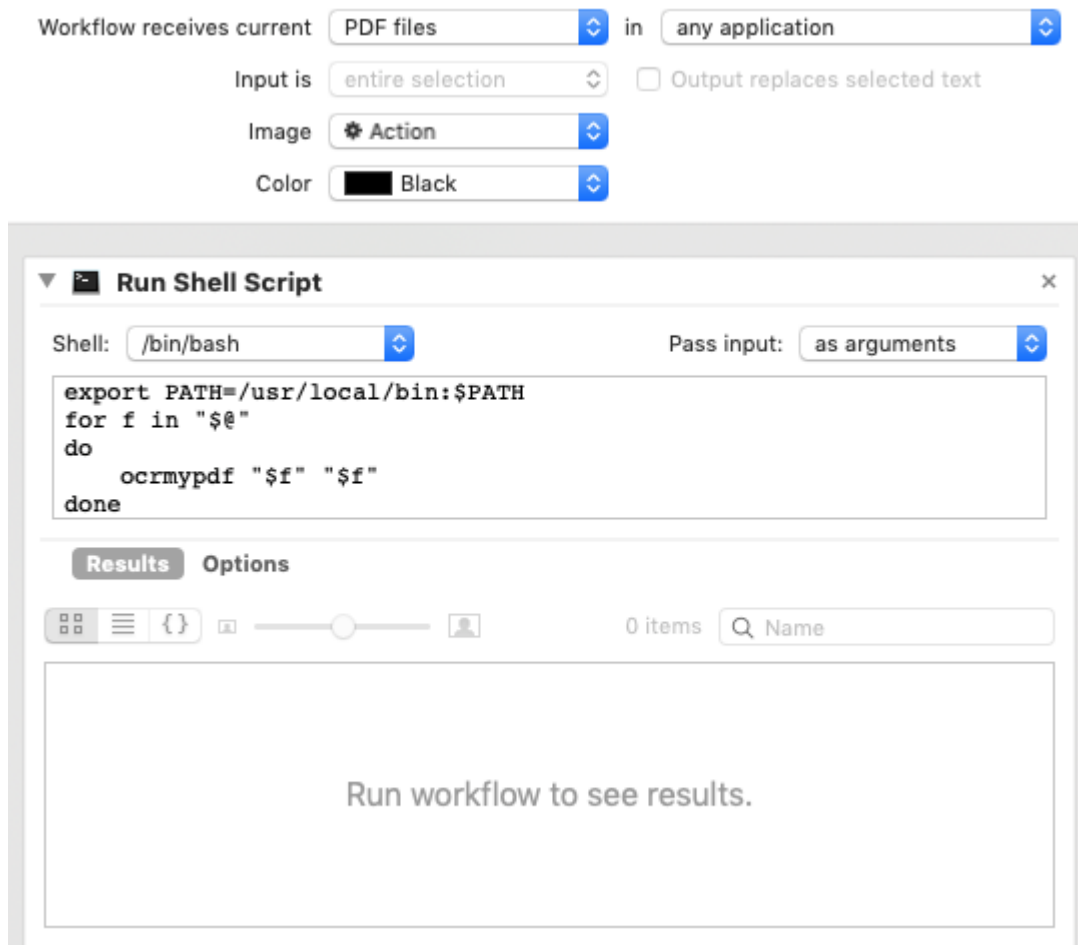 Workflow receives current PDF files in any application
Input is entire selection Output replaces selected text
Image Action
Color Black
Run Shell Script
Shell: /bin/bash Pass input: as arguments
export PATH=/usr/local/bin:$PATH
for f in "$@"
do
    ocrmypdf "$f" "$f"
done
Results Options
{} 0 items Name
Run workflow to see results.